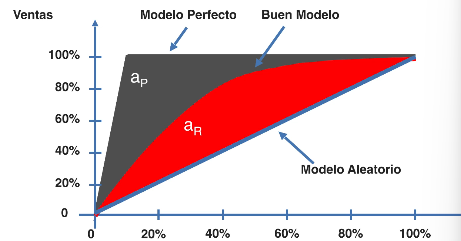 Ventas
Modelo Perfecto
Buen Modelo
100%
80%
60%
40%
20%
0
aP
aR
Modelo Aleatorio
0
20%
40%
60%
80%
100%